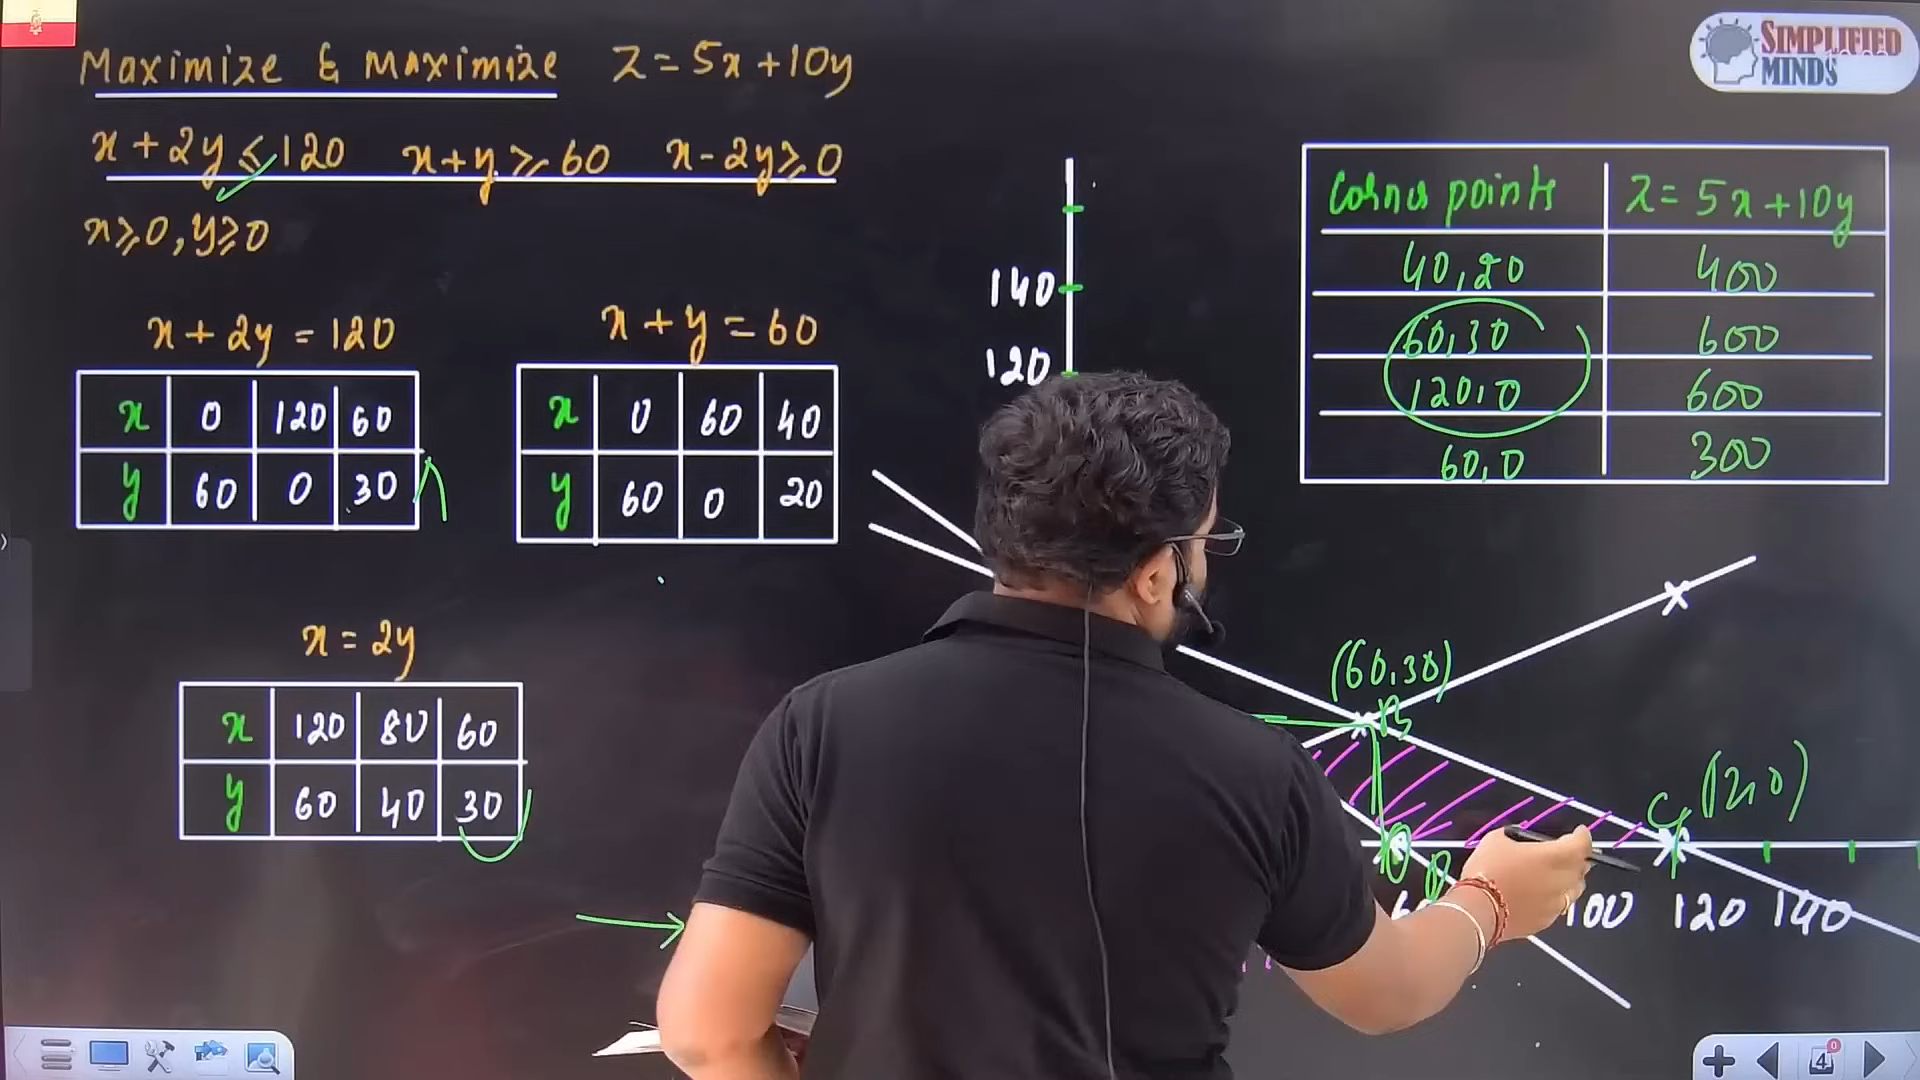 Maximize & maximize Z = 5x + 10y
x + 2y ≤ 120 x + y ≥ 60 x - 2y ≥ 0
x ≥ 0, y ≥ 0
x + 2y = 120
x 0 120 60
y 60 0 30
x + y = 60
x 0 60 40
y 60 0 20
x = 2y
x 120 80 60
y 60 40 30
SIMPLIFIED
MINDS
Corner points Z = 5x + 10y
40,20 400
60,30 600
120,0 600
60,0 300
140
120
(60,30)
B
C
D
100 120 140
4
0